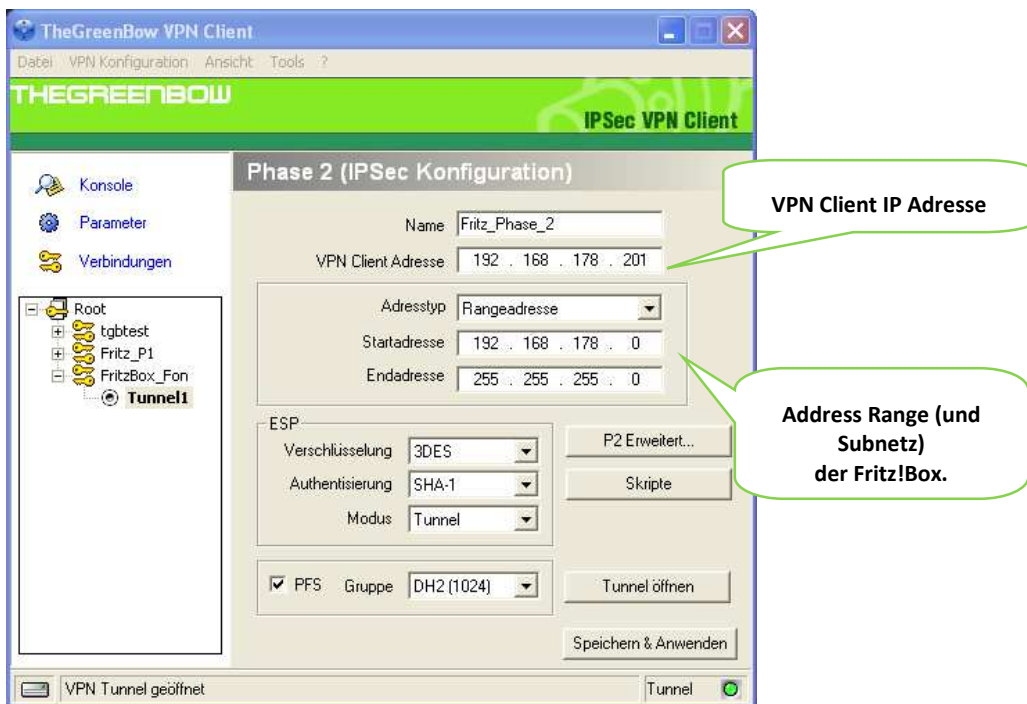 TheGreenBow VPN Client
Datei VPN Konfiguration Ansicht Tools ?
THEGREENBOW
IPSec VPN Client
Konsole
Parameter
Verbindungen
Root
tgbtest
Fritz_P1
FritzBox_Fon
Tunnel1
Phase 2 (IPSec Konfiguration)
Name Fritz_Phase_2
VPN Client Adresse 192 . 168 . 178 . 201
Adresstyp Rangeadresse
Startadresse 192 . 168 . 178 . 0
Endadresse 255 . 255 . 255 . 0
ESP
Verschlüsselung 3DES
Authentisierung SHA-1
Modus Tunnel
PFS Gruppe DH2 (1024)
P2 Erweitert...
Skripte
Tunnel öffnen
Speichern & Anwenden
VPN Tunnel geöffnet
Tunnel
VPN Client IP Adresse
Address Range (und
Subnetz)
der Fritz!Box.